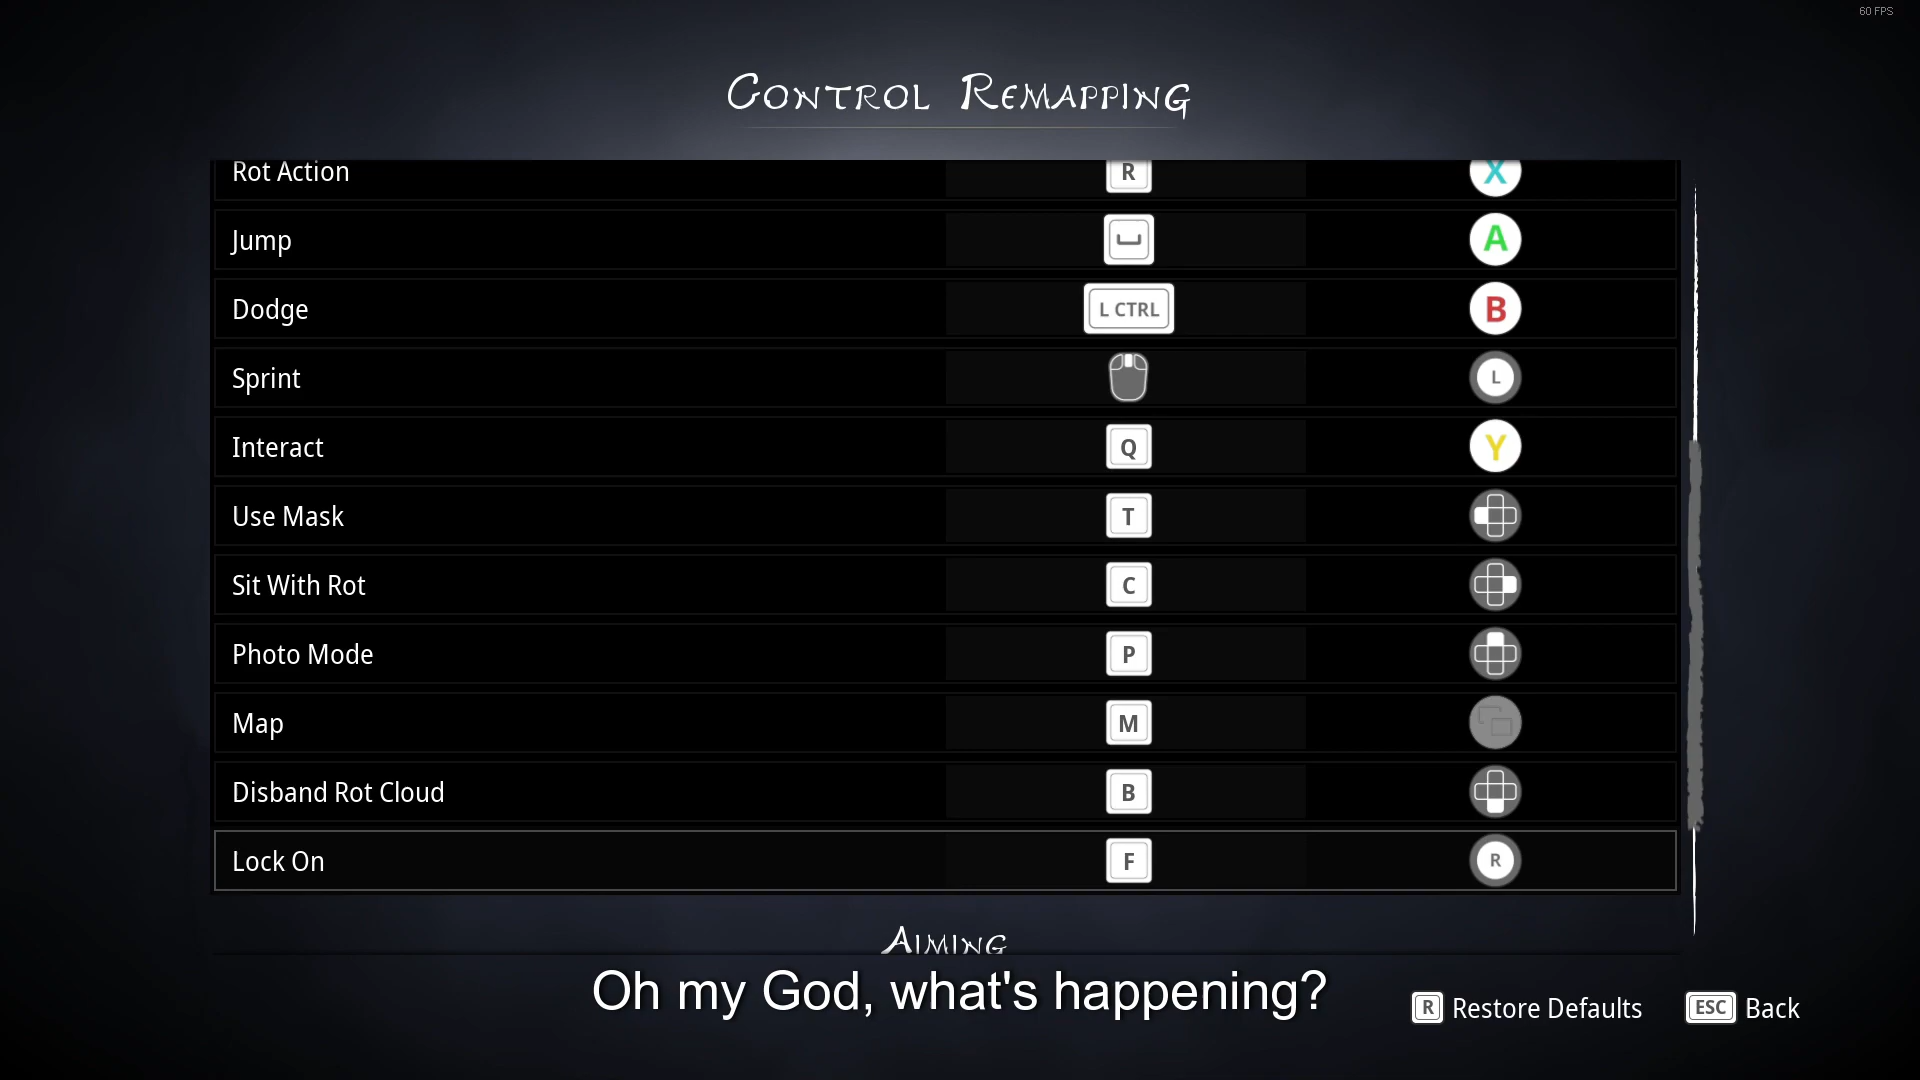 60 FPS
Control Remapping
Rot Action R X
Jump A
Dodge L CTRL B
Sprint L
Interact Q Y
Use Mask T
Sit With Rot C
Photo Mode P
Map M
Disband Rot Cloud B
Lock On F R
Aiming
Oh my God, what's happening?
R Restore Defaults ESC Back